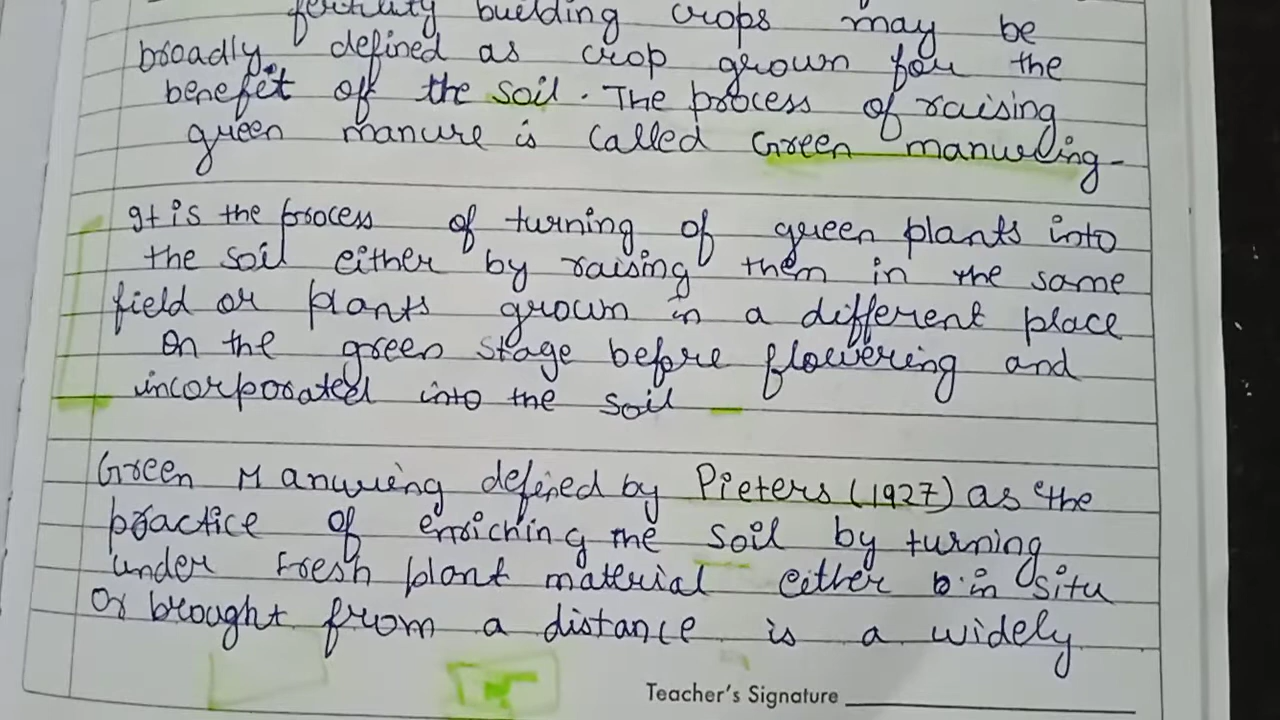 fertility building crops may be
broadly defined as crop grown for the
benefit of the soil. The process of raising
green manure is called Green manuring-
It is the process of turning of green plants into
the soil either by raising them in the same
field or plants grown in a different place
On the green stage before flowering and
incorporated into the soil
Green Manuring defined by Pieters (1927) as "the
practice of enriching the soil by turning
under Fresh plant material either in situ
Or brought from a distance is a widely
Teacher's Signature